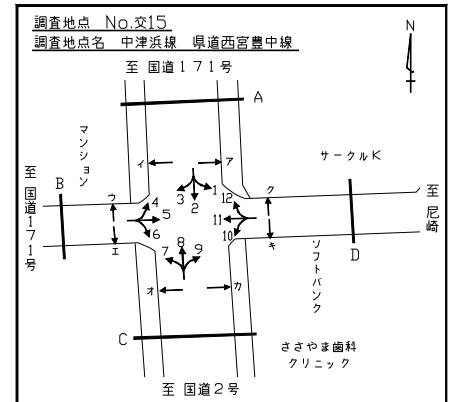 調査地点 No.交15
調査地点名 中津浜線 県道西宮豊中線
N
至 国道171号
A
マンション
サークルK
イ
ア
至 国道171号
B
ウ
エ
3
2
1
4
5
6
12
11
10
ク
キ
至 尼崎
D
7
8
9
オ
カ
ソフトバンク
C
ささやま歯科
クリニック
至 国道2号